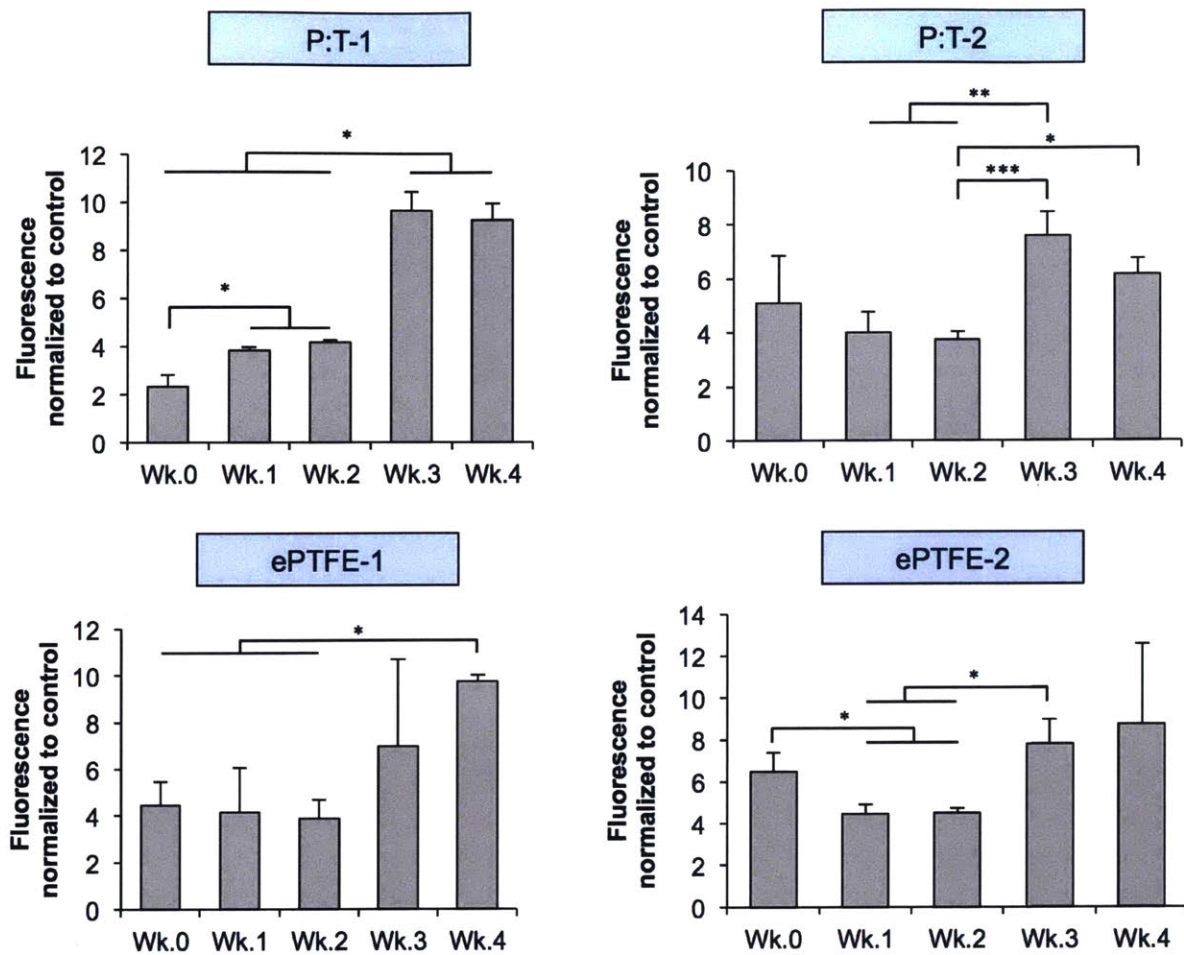 P:T-1
*
*
Fluorescence
normalized to control
12
10
8
6
4
2
0
Wk.0 Wk.1 Wk.2 Wk.3 Wk.4
P:T-2
**
*
***
Fluorescence
normalized to control
10
8
6
4
2
0
Wk.0 Wk.1 Wk.2 Wk.3 Wk.4
ePTFE-1
*
Fluorescence
normalized to control
12
10
8
6
4
2
0
Wk.0 Wk.1 Wk.2 Wk.3 Wk.4
ePTFE-2
*
*
Fluorescence
normalized to control
14
12
10
8
6
4
2
0
Wk.0 Wk.1 Wk.2 Wk.3 Wk.4